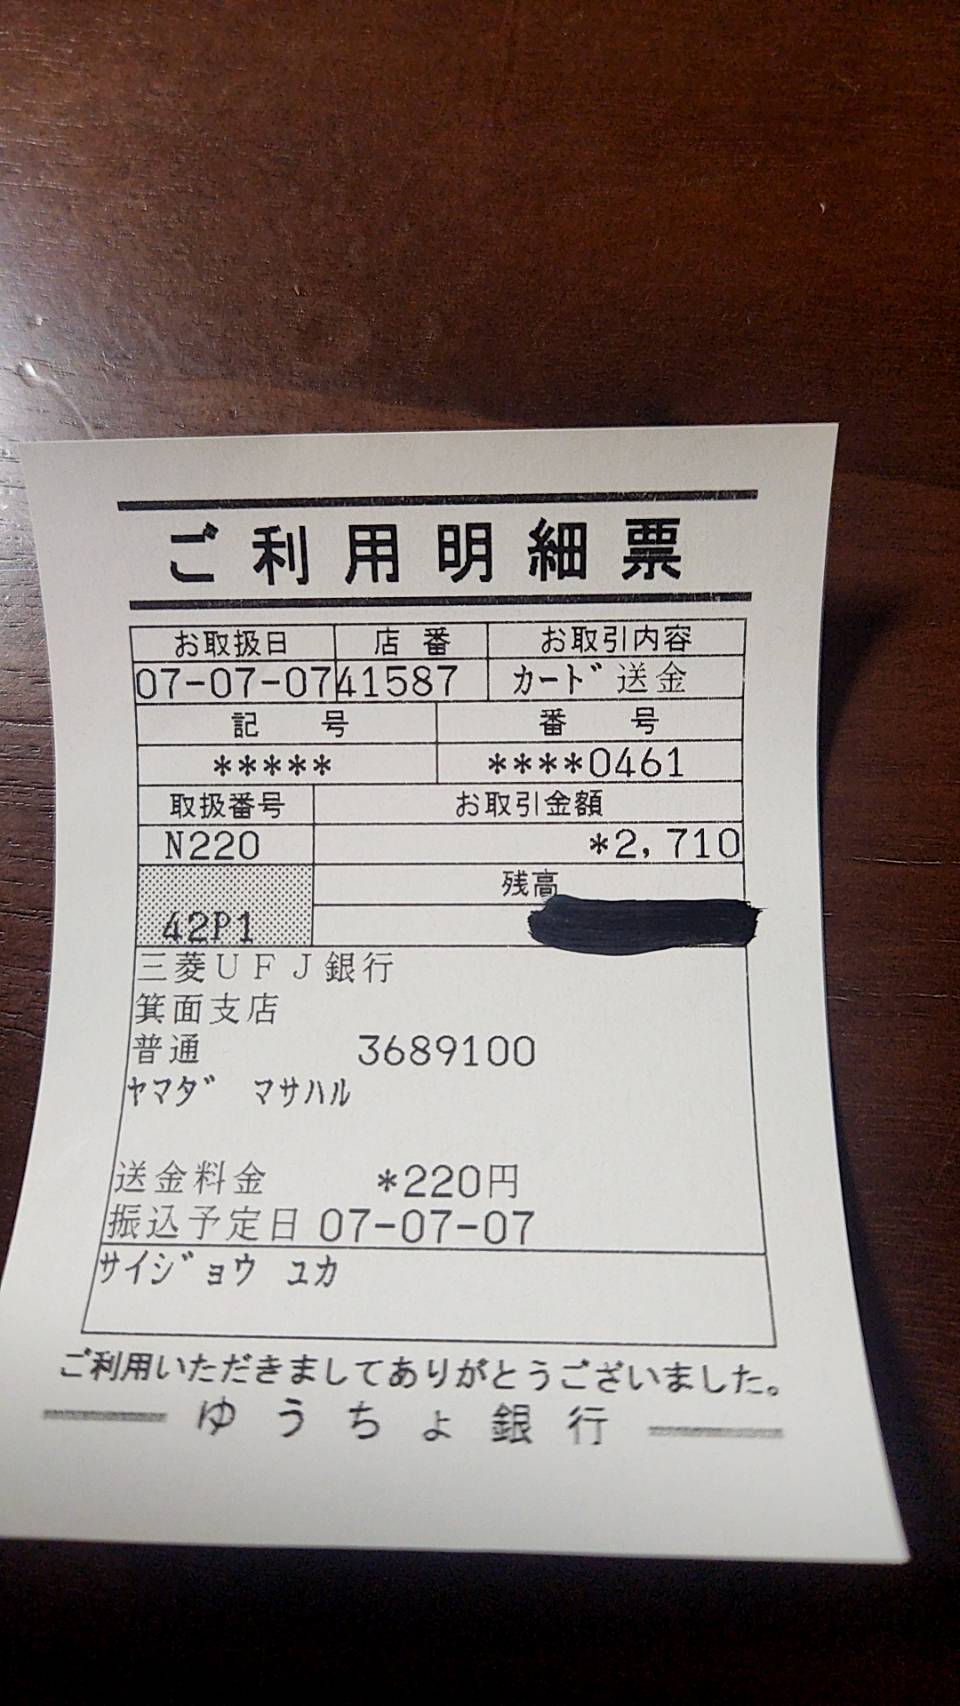 ご利用明細票
お取扱日 店番 お取引内容
07-07-07 41587 カード送金
記号 番号
***** ****0461
取扱番号 お取引金額
N220 *2,710
残高
42P1
三菱UFJ銀行
箕面支店
普通 3689100
ヤマダ マサハル
送金料金 *220円
振込予定日 07-07-07
サイジョウ ユカ
ご利用いただきましてありがとうございました。
ゆうちょ銀行